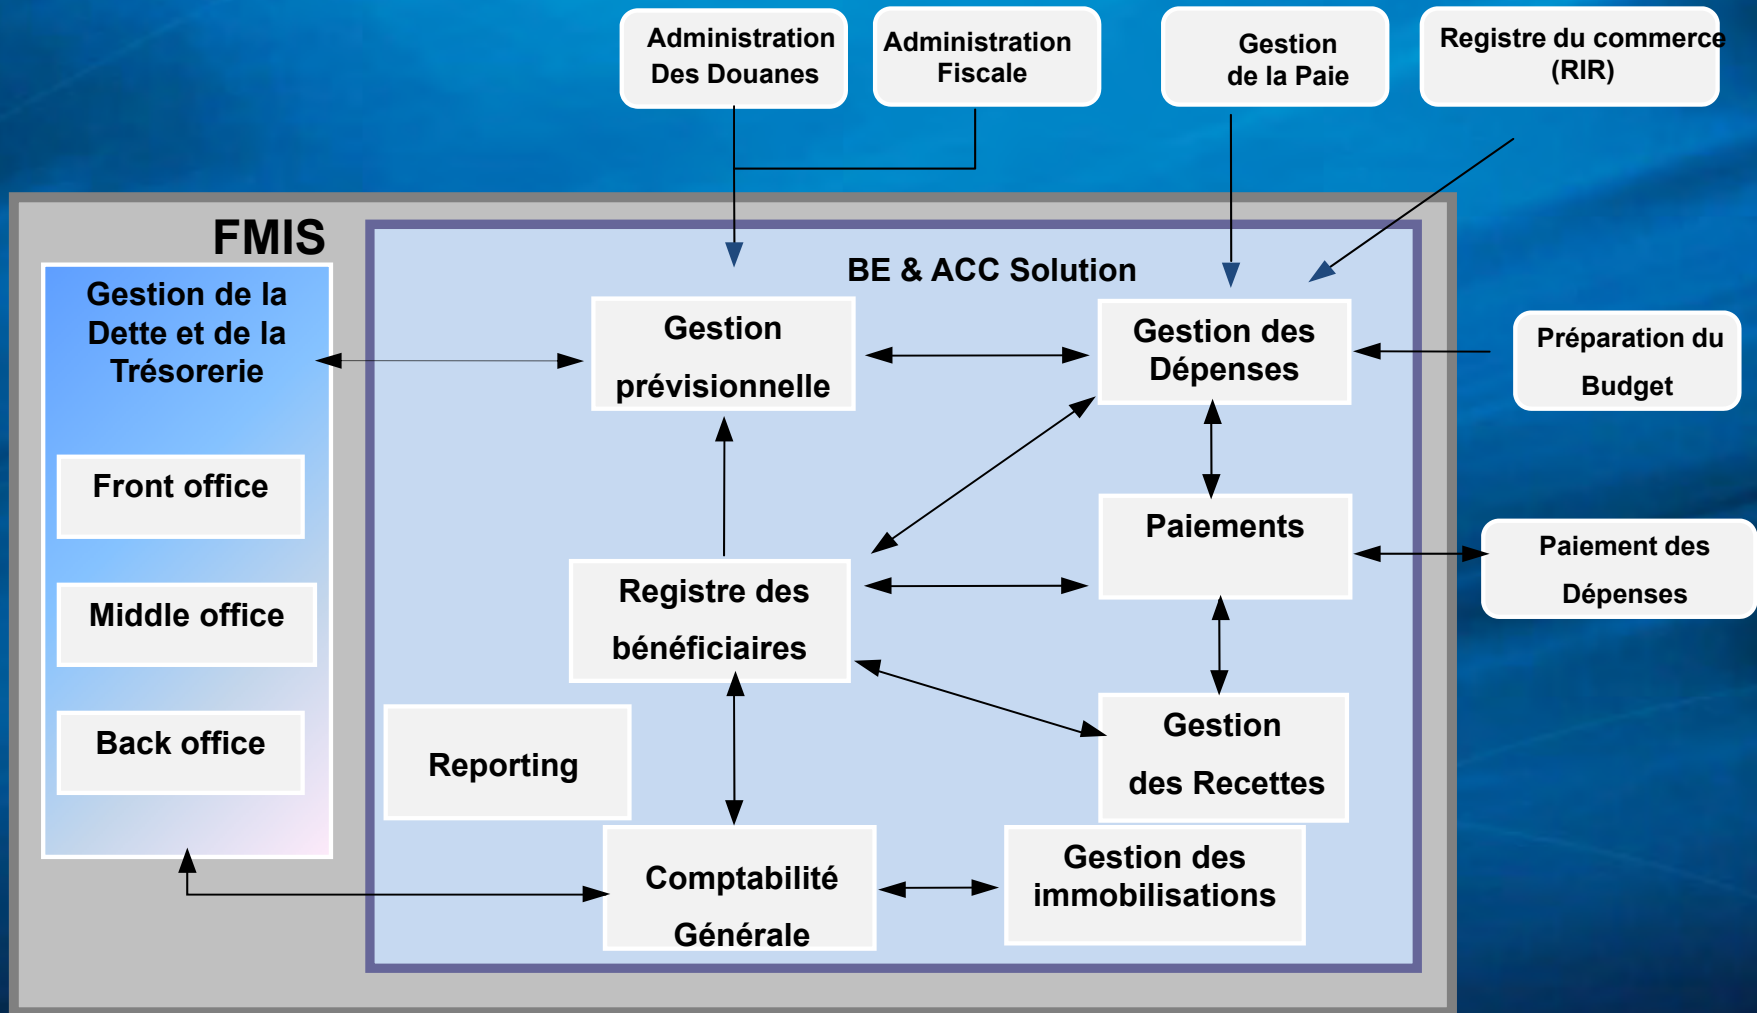 Administration
Des Douanes
Administration
Fiscale
Gestion
de la Paie
Registre du commerce
(RIR)
FMIS
BE & ACC Solution
Gestion de la
Dette et de la
Trésorerie
Front office
Middle office
Back office
Gestion
prévisionnelle
Gestion des
Dépenses
Préparation du
Budget
Paiements
Paiement des
Dépenses
Registre des
bénéficiaires
Reporting
Gestion
des Recettes
Comptabilité
Générale
Gestion des
immobilisations